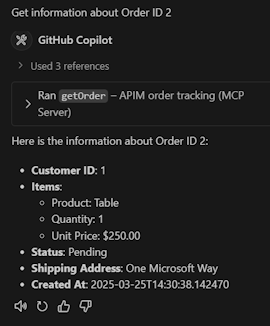 Get information about Order ID 2
GitHub Copilot
Used 3 references
Ran getOrder – APIM order tracking (MCP
Server)
Here is the information about Order ID 2:
• Customer ID: 1
• Items:
◦ Product: Table
◦ Quantity: 1
◦ Unit Price: $250.00
• Status: Pending
• Shipping Address: One Microsoft Way
• Created At: 2025-03-25T14:30:38.142470